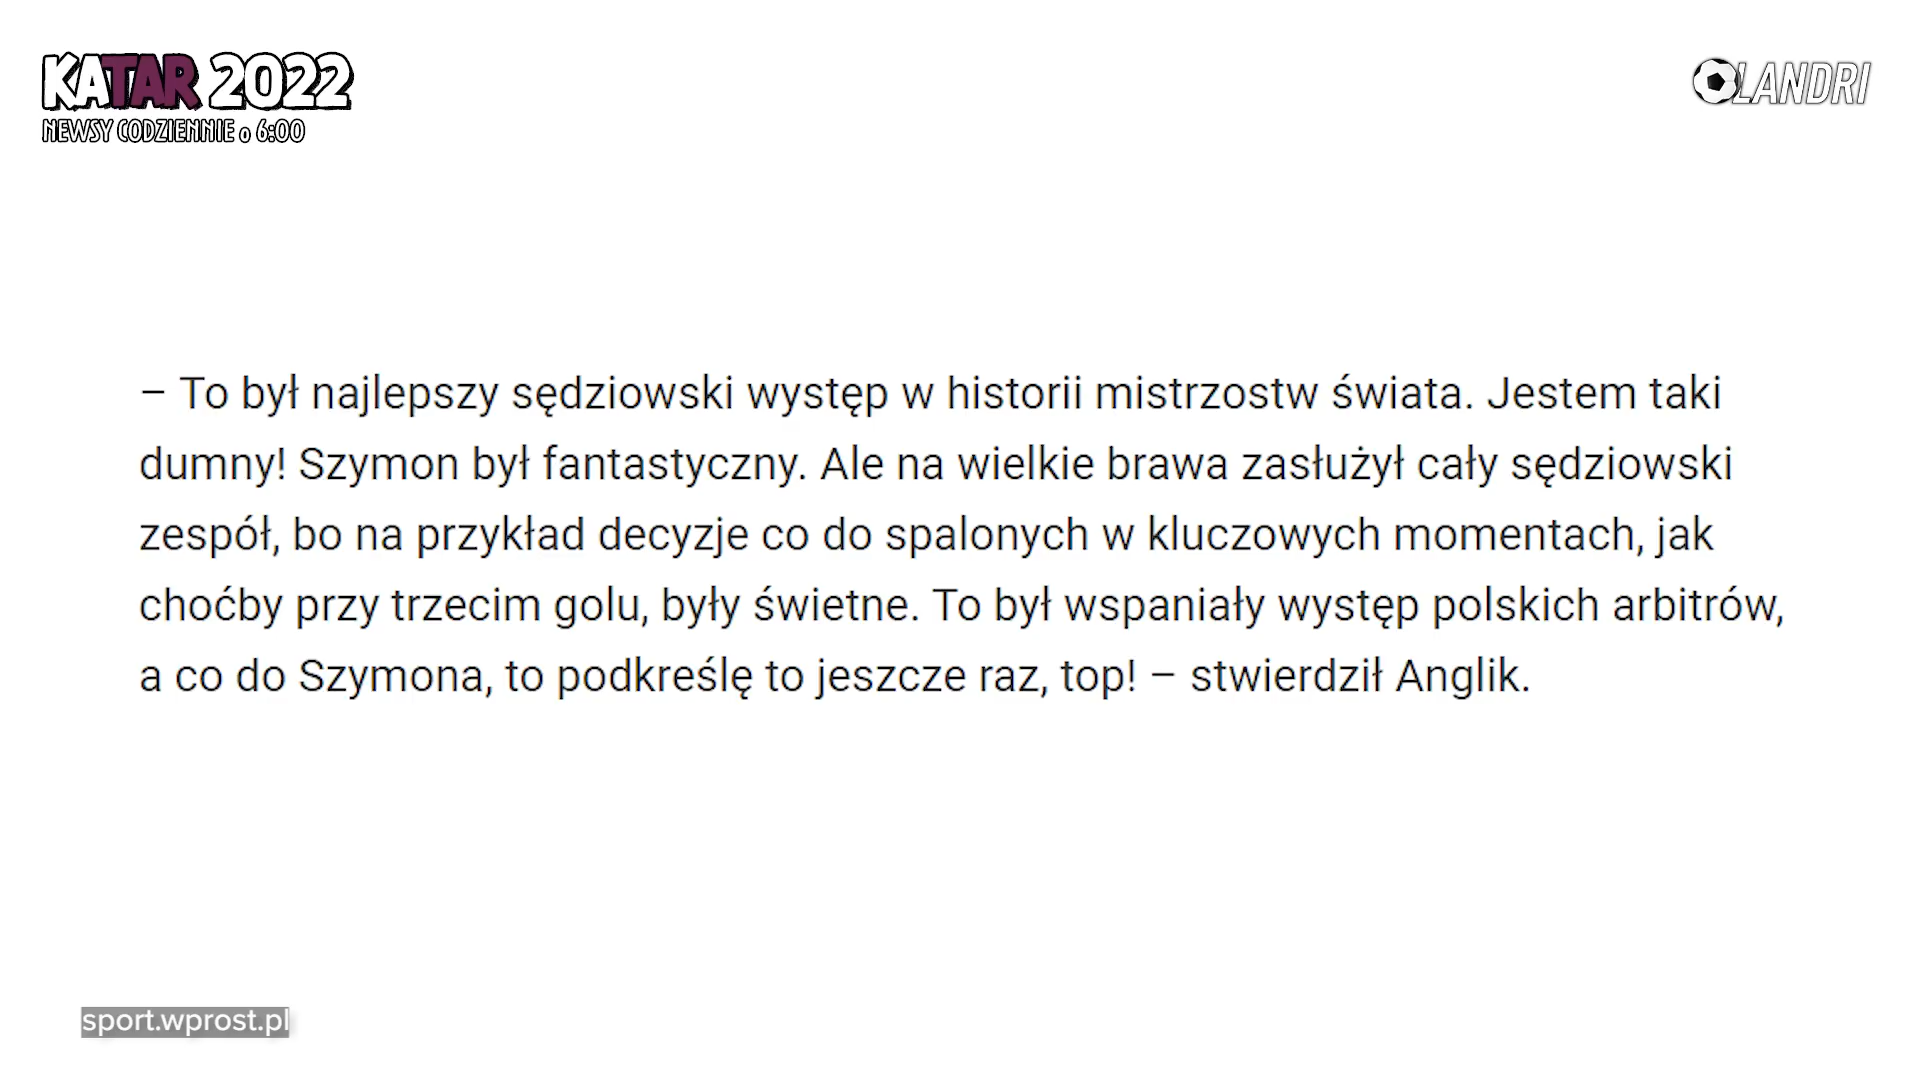 KATAR 2022
NEWSY CODZIENNIE o 6:00
OLANDRI
– To był najlepszy sędziowski występ w historii mistrzostw świata. Jestem taki
dumny! Szymon był fantastyczny. Ale na wielkie brawa zasłużył cały sędziowski
zespół, bo na przykład decyzje co do spalonych w kluczowych momentach, jak
choćby przy trzecim golu, były świetne. To był wspaniały występ polskich arbitrów,
a co do Szymona, to podkreślę to jeszcze raz, top! – stwierdził Anglik.
sport.wprost.pl